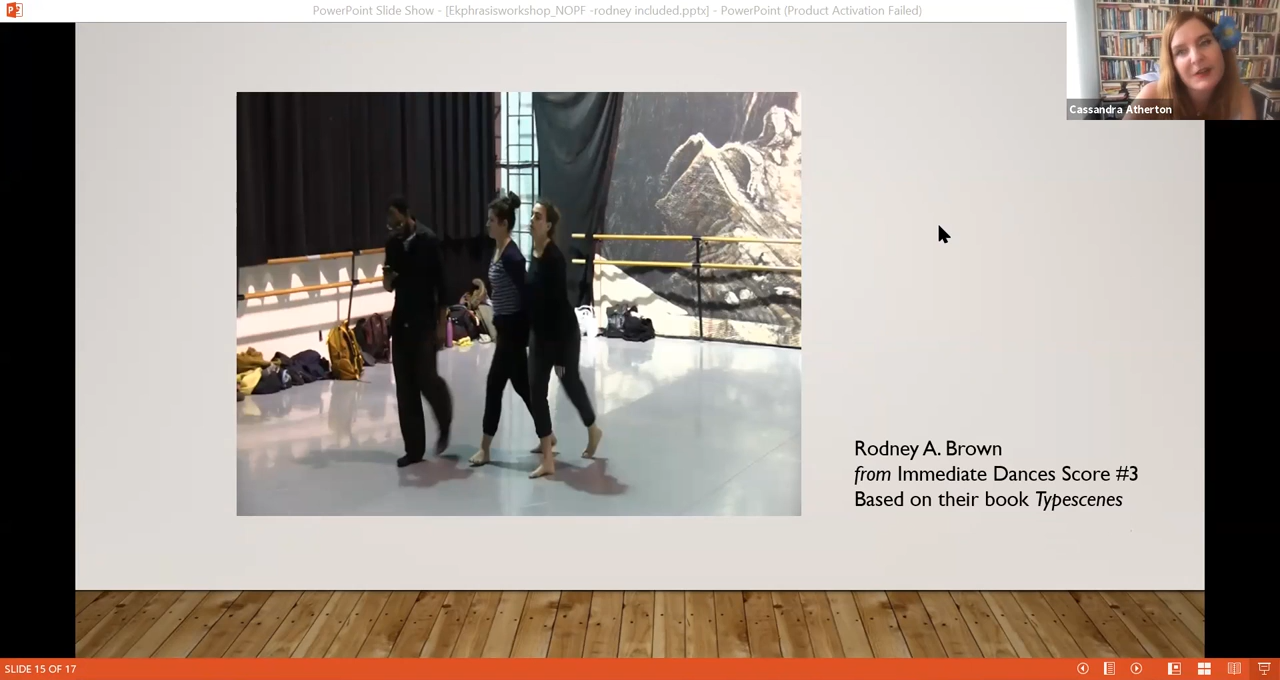 PowerPoint Slide Show - [Ekphrasisworkshop_NOPF -rodney included.pptx] - PowerPoint (Product Activation Failed)
Cassandra Atherton
Rodney A. Brown
from Immediate Dances Score #3
Based on their book Typescenes
SLIDE 15 OF 17